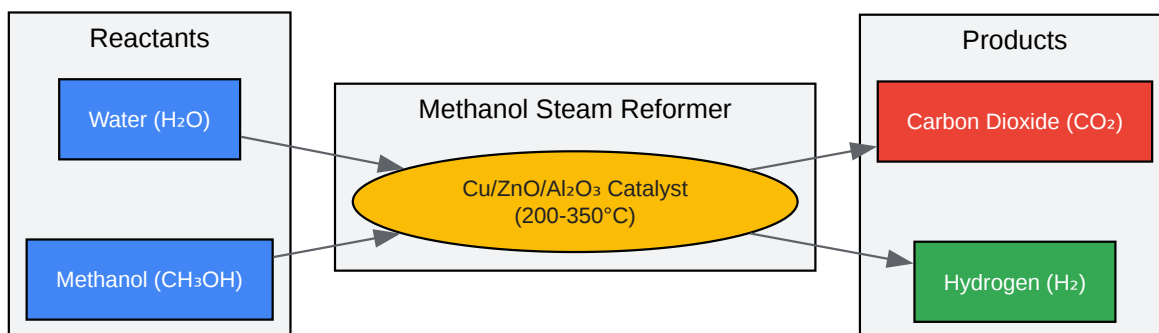 Reactants
Water (H₂O)
Methanol (CH₃OH)
Methanol Steam Reformer
Cu/ZnO/Al₂O₃ Catalyst
(200-350°C)
Products
Carbon Dioxide (CO₂)
Hydrogen (H₂)